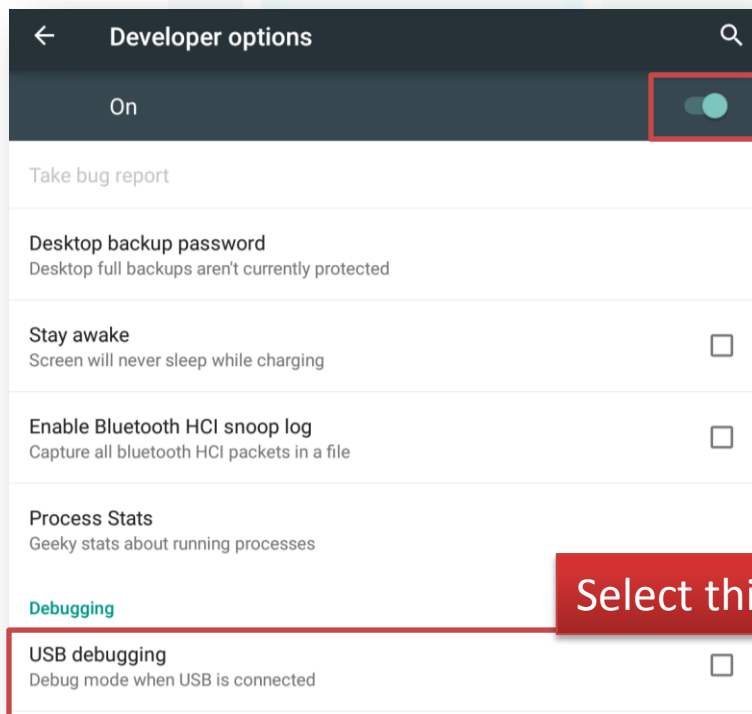 Developer options
On
Take bug report
Desktop backup password
Desktop full backups aren't currently protected
Stay awake
Screen will never sleep while charging
Enable Bluetooth HCI snoop log
Capture all bluetooth HCI packets in a file
Process Stats
Geeky stats about running processes
Select
Debugging
USB debugging
Debug mode when USB is connected